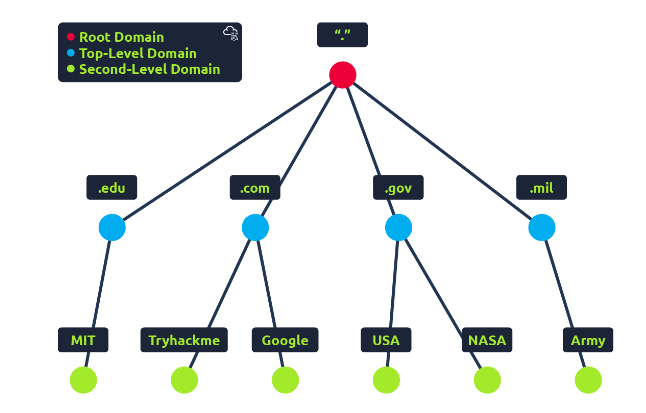 Root Domain
Top-Level Domain
Second-Level Domain
“.”
.edu
.com
.gov
.mil
MIT
Tryhackme
Google
USA
NASA
Army